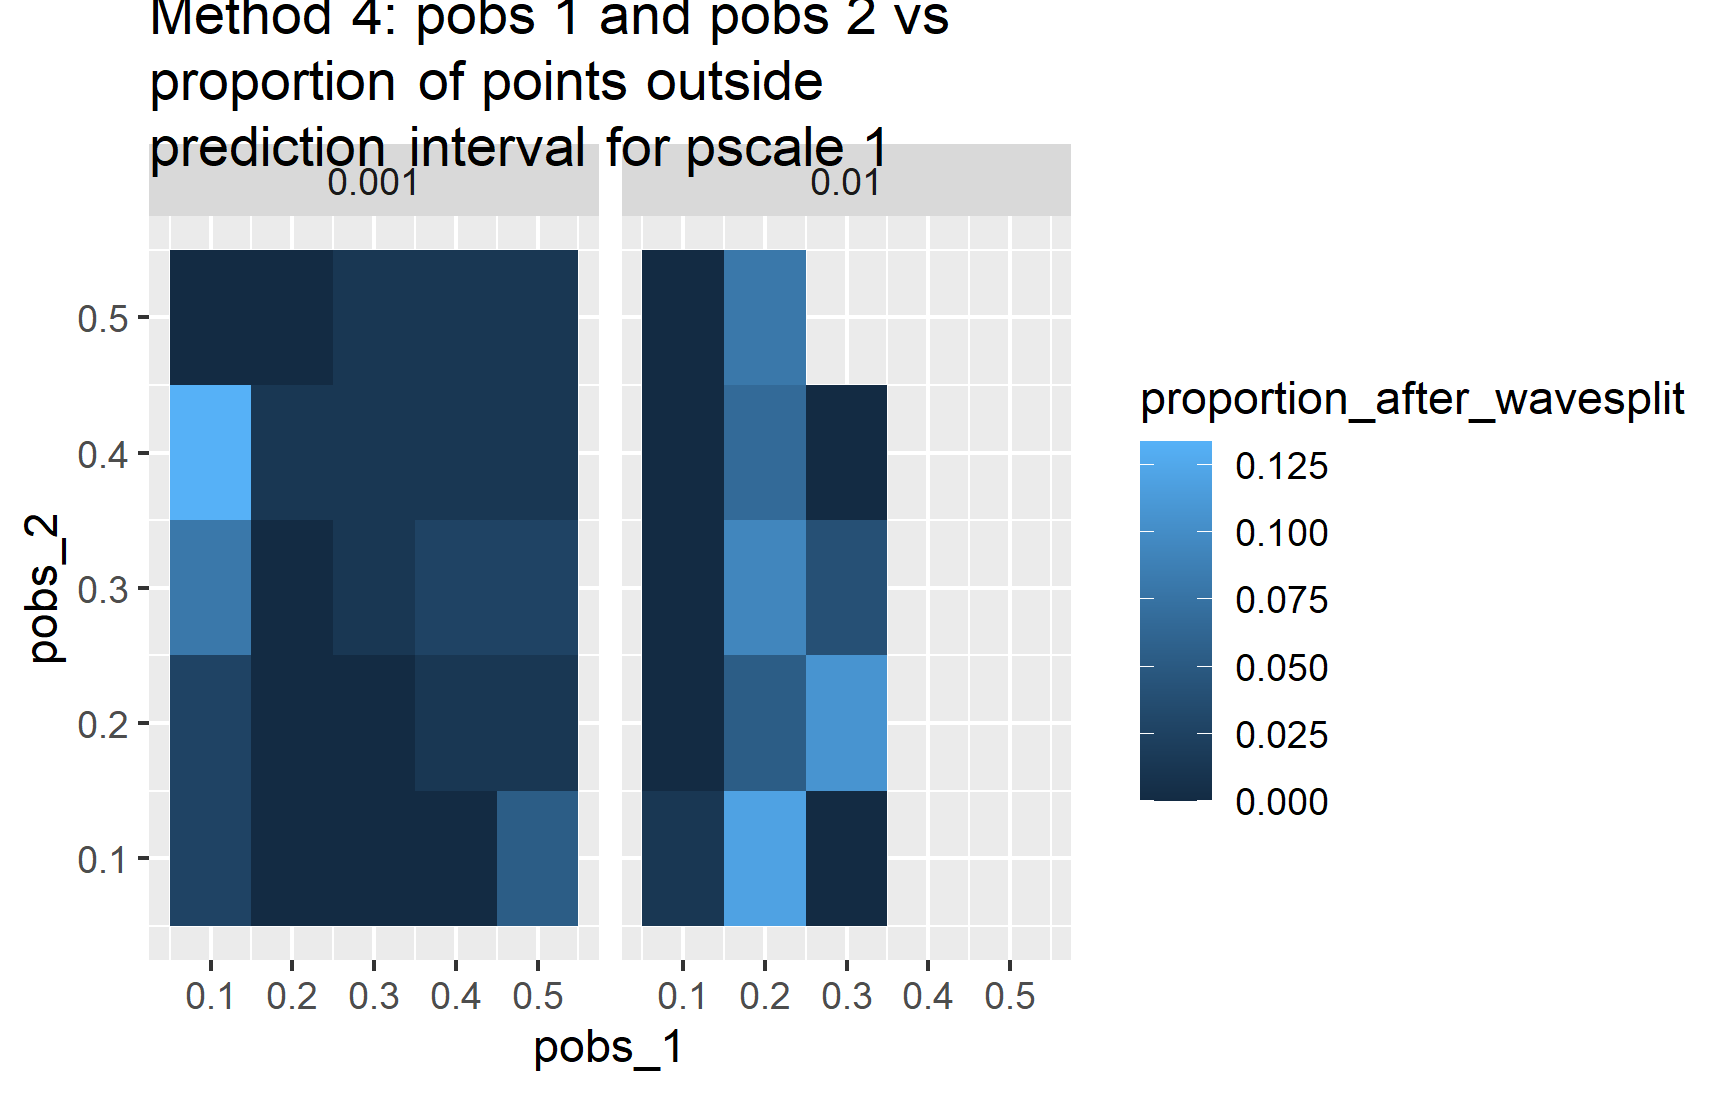 Method 4: pobs 1 and pobs 2 vs
proportion of points outside
prediction interval for pscale 1
0.001
0.01
pobs_2
0.5
0.4
0.3
0.2
0.1
0.1 0.2 0.3 0.4 0.5
0.1 0.2 0.3 0.4 0.5
pobs_1
proportion_after_wavesplit
0.125
0.100
0.075
0.050
0.025
0.000